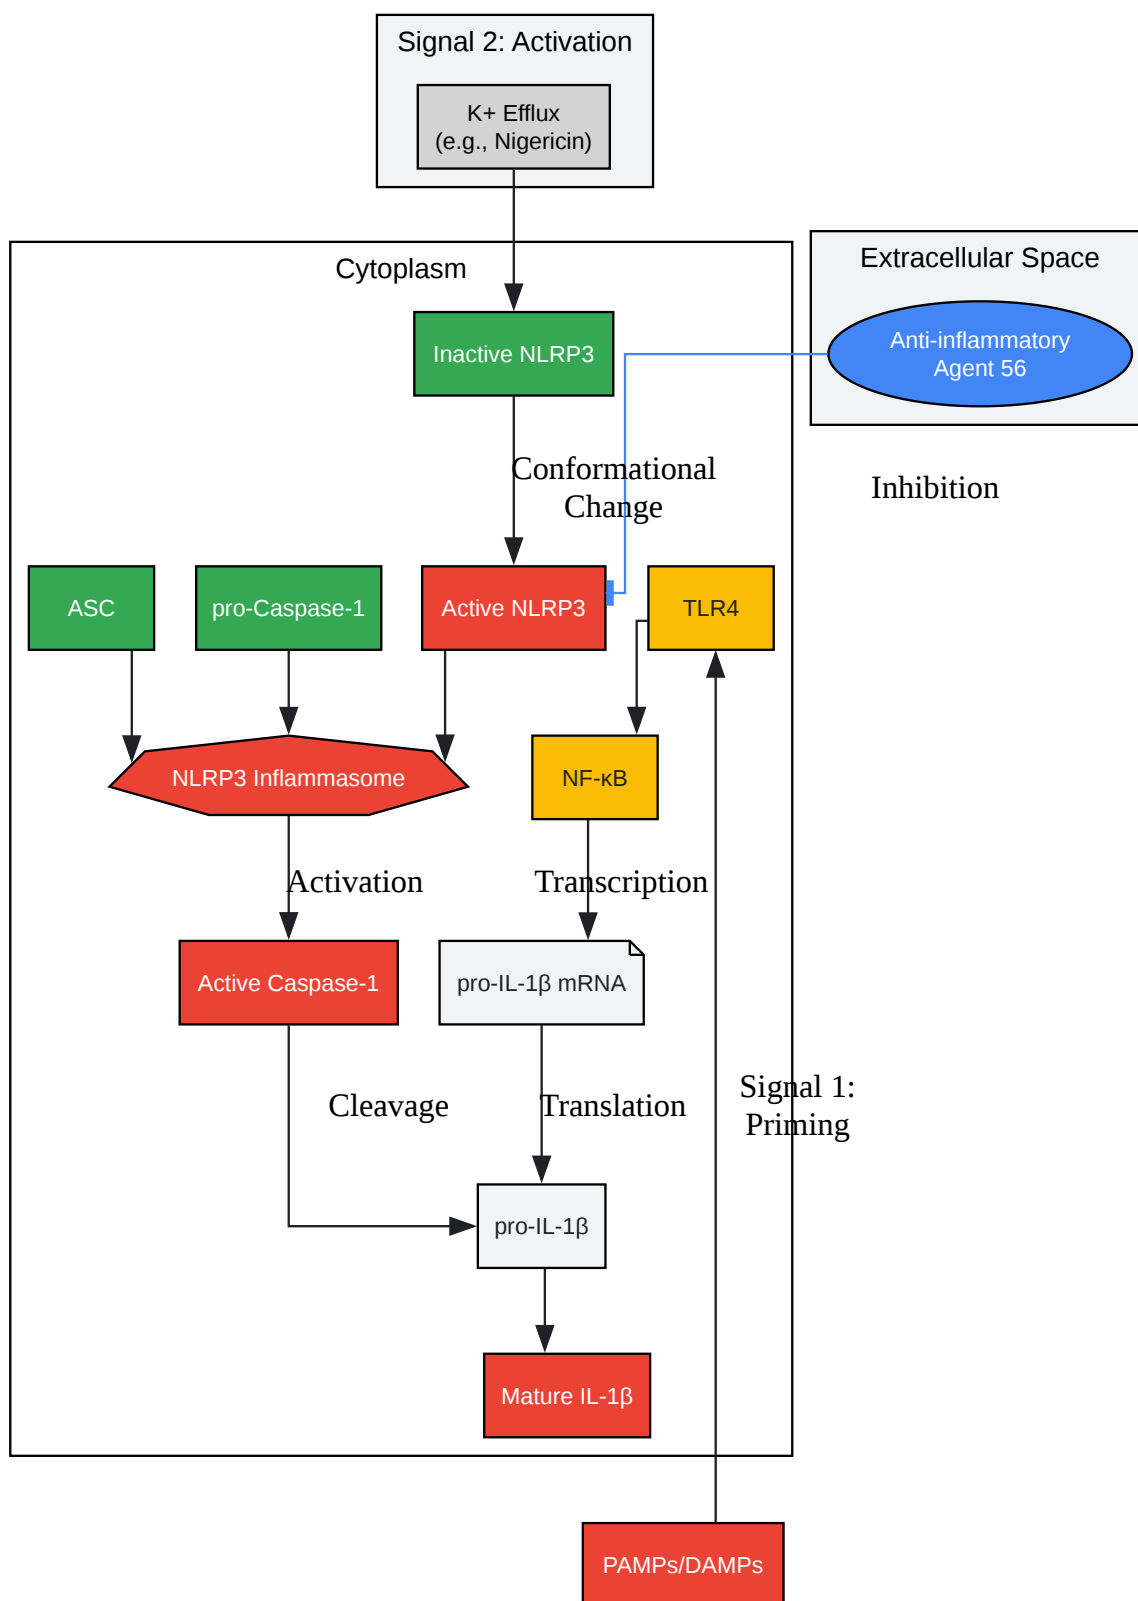 Signal 2: Activation
K+ Efflux
(e.g., Nigericin)
Cytoplasm
Extracellular Space
Inactive NLRP3
Anti-inflammatory
Agent 56
Conformational
Change
Inhibition
ASC
pro-Caspase-1
Active NLRP3
TLR4
NLRP3 Inflammasome
NF-κB
Activation
Transcription
Active Caspase-1
pro-IL-1β mRNA
Cleavage
Translation
Signal 1:
Priming
pro-IL-1β
Mature IL-1β
PAMPs/DAMPs